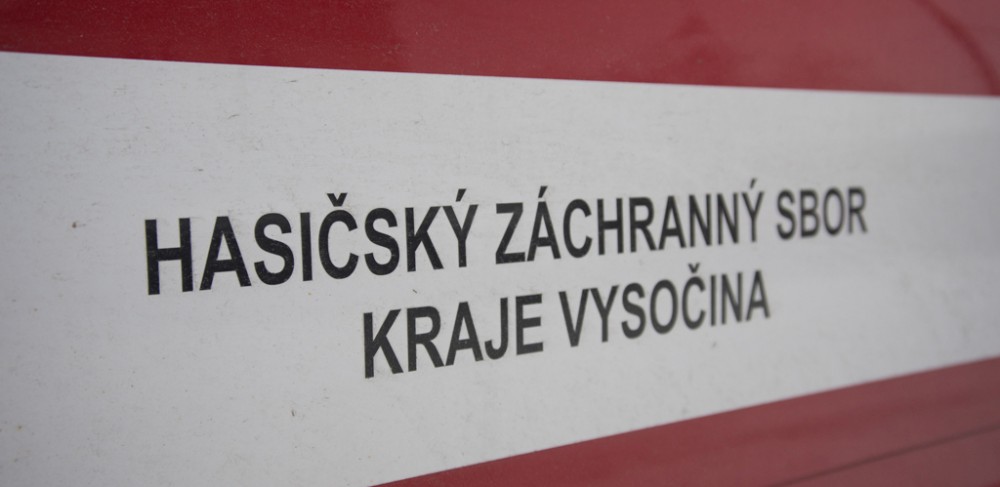 HASIČSKÝ ZÁCHRANNÝ SBOR
KRAJE VYSOČINA